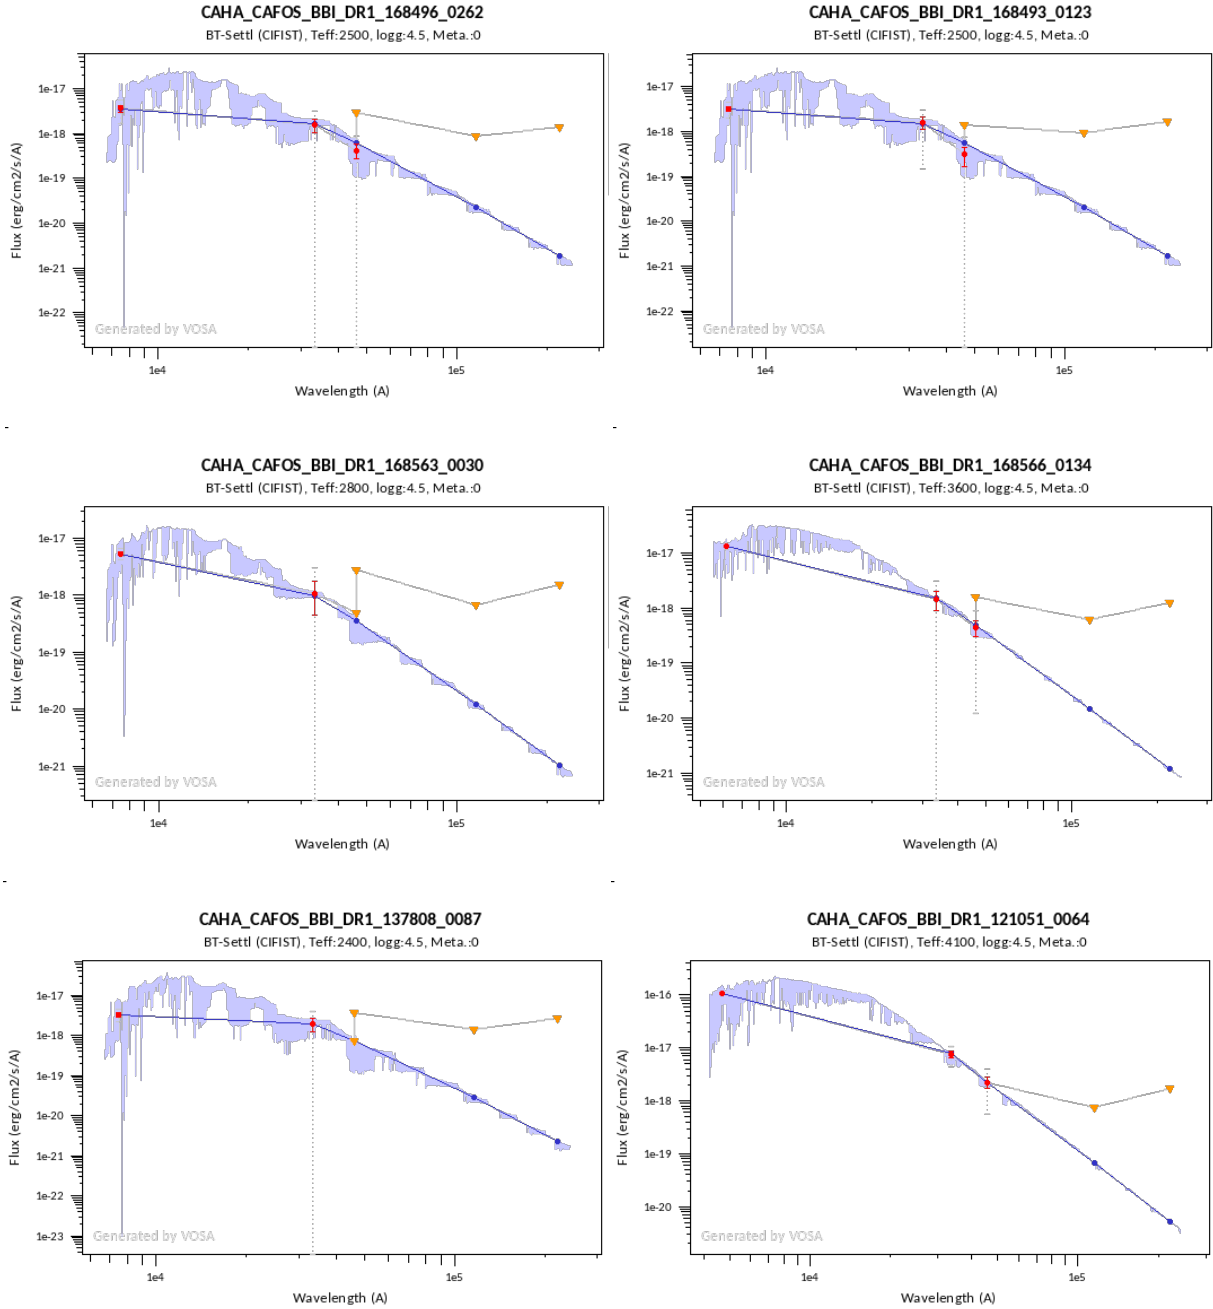 CAHA_CAFOS_BBI_DR1_168496_0262
BT-Settl (CIFIST), Teff:2500, logg:4.5, Meta.:0
1e-17
1e-18
1e-19
1e-20
1e-21
1e-22
Flux (erg/cm2/s/A)
Generated by VOSA
1e4
1e5
Wavelength (A)
CAHA_CAFOS_BBI_DR1_168493_0123
BT-Settl (CIFIST), Teff:2500, logg:4.5, Meta.:0
1e-17
1e-18
1e-19
1e-20
1e-21
1e-22
Flux (erg/cm2/s/A)
Generated by VOSA
1e4
1e5
Wavelength (A)
CAHA_CAFOS_BBI_DR1_168563_0030
BT-Settl (CIFIST), Teff:2800, logg:4.5, Meta.:0
1e-17
1e-18
1e-19
1e-20
1e-21
Flux (erg/cm2/s/A)
Generated by VOSA
1e4
1e5
Wavelength (A)
CAHA_CAFOS_BBI_DR1_168566_0134
BT-Settl (CIFIST), Teff:3600, logg:4.5, Meta.:0
1e-17
1e-18
1e-19
1e-20
1e-21
Flux (erg/cm2/s/A)
Generated by VOSA
1e4
1e5
Wavelength (A)
CAHA_CAFOS_BBI_DR1_137808_0087
BT-Settl (CIFIST), Teff:2400, logg:4.5, Meta.:0
1e-17
1e-18
1e-19
1e-20
1e-21
1e-22
1e-23
Flux (erg/cm2/s/A)
Generated by VOSA
1e4
1e5
Wavelength (A)
CAHA_CAFOS_BBI_DR1_121051_0064
BT-Settl (CIFIST), Teff:4100, logg:4.5, Meta.:0
1e-16
1e-17
1e-18
1e-19
1e-20
Flux (erg/cm2/s/A)
Generated by VOSA
1e4
1e5
Wavelength (A)